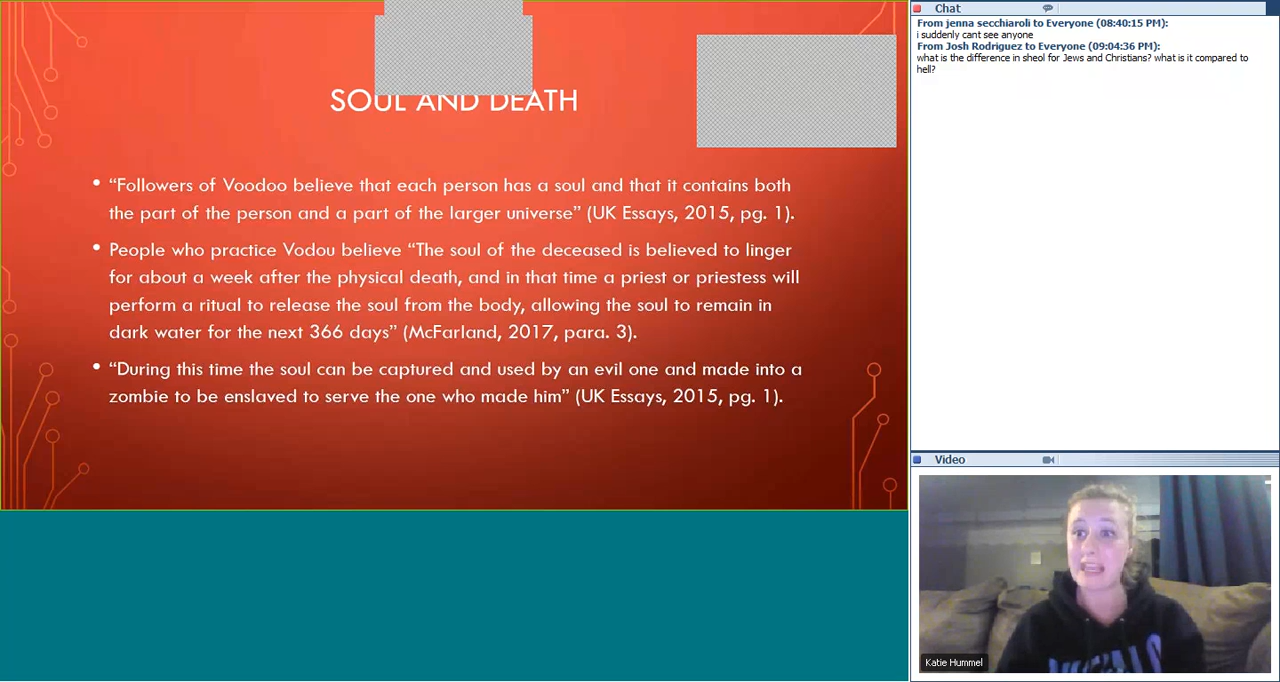 SOUL AND DEATH
• “Followers of Voodoo believe that each person has a soul and that it contains both
the part of the person and a part of the larger universe” (UK Essays, 2015, pg. 1).
• People who practice Vodou believe “The soul of the deceased is believed to linger
for about a week after the physical death, and in that time a priest or priestess will
perform a ritual to release the soul from the body, allowing the soul to remain in
dark water for the next 366 days” (McFarland, 2017, para. 3).
• “During this time the soul can be captured and used by an evil one and made into a
zombie to be enslaved to serve the one who made him” (UK Essays, 2015, pg. 1).
Chat
From jenna secchiaroli to Everyone (08:40:15 PM):
i suddenly cant see anyone
From Josh Rodriguez to Everyone (09:04:36 PM):
what is the difference in sheol for Jews and Christians? what is it compared to
hell?
Video
Katie Hummel